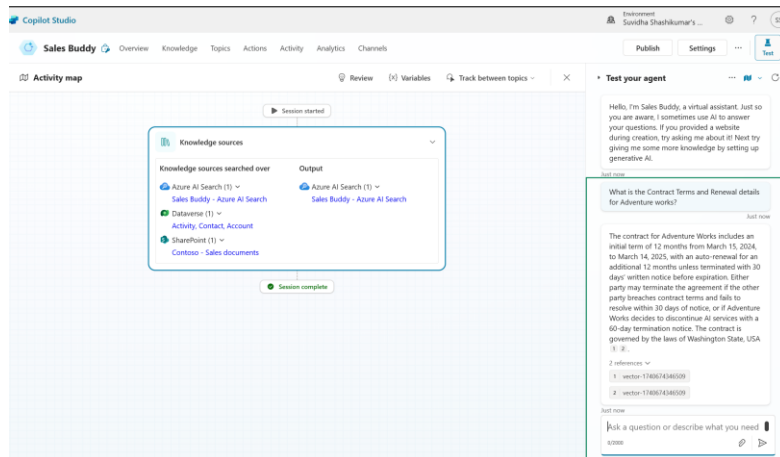 Copilot Studio
Environment
Suvidha Shashikumar's ...
?
Sales Buddy
Overview
Knowledge
Topics
Actions
Activity
Analytics
Channels
Publish
Settings
...
Test
Activity map
Review
{x} Variables
Track between topics
Test your agent
...
Session started
Knowledge sources
Knowledge sources searched over
Output
Azure AI Search (1)
Azure AI Search (1)
Sales Buddy - Azure AI Search
Sales Buddy - Azure AI Search
Dataverse (1)
Activity, Contact, Account
SharePoint (1)
Contoso - Sales documents
Session complete
Hello, I'm Sales Buddy, a virtual assistant. Just so
you are aware, I sometimes use AI to answer
your questions. If you provided a website
during creation, try asking me about it! Next try
giving me some more knowledge by setting up
generative AI.
Just now
What is the Contract Terms and Renewal details
for Adventure works?
Just now
The contract for Adventure Works includes an
initial term of 12 months from March 15, 2024,
to March 14, 2025, with an auto-renewal for an
additional 12 months unless terminated with 30
days' written notice before expiration. Either
party may terminate the agreement if the other
party breaches contract terms and fails to
resolve within 30 days of notice, or if Adventure
Works decides to discontinue AI services with a
60-day termination notice. The contract is
governed by the laws of Washington State, USA
1 2 .
2 references
1 vector-1740674346509
2 vector-1740674346509
Just now
Ask a question or describe what you need
0/2000